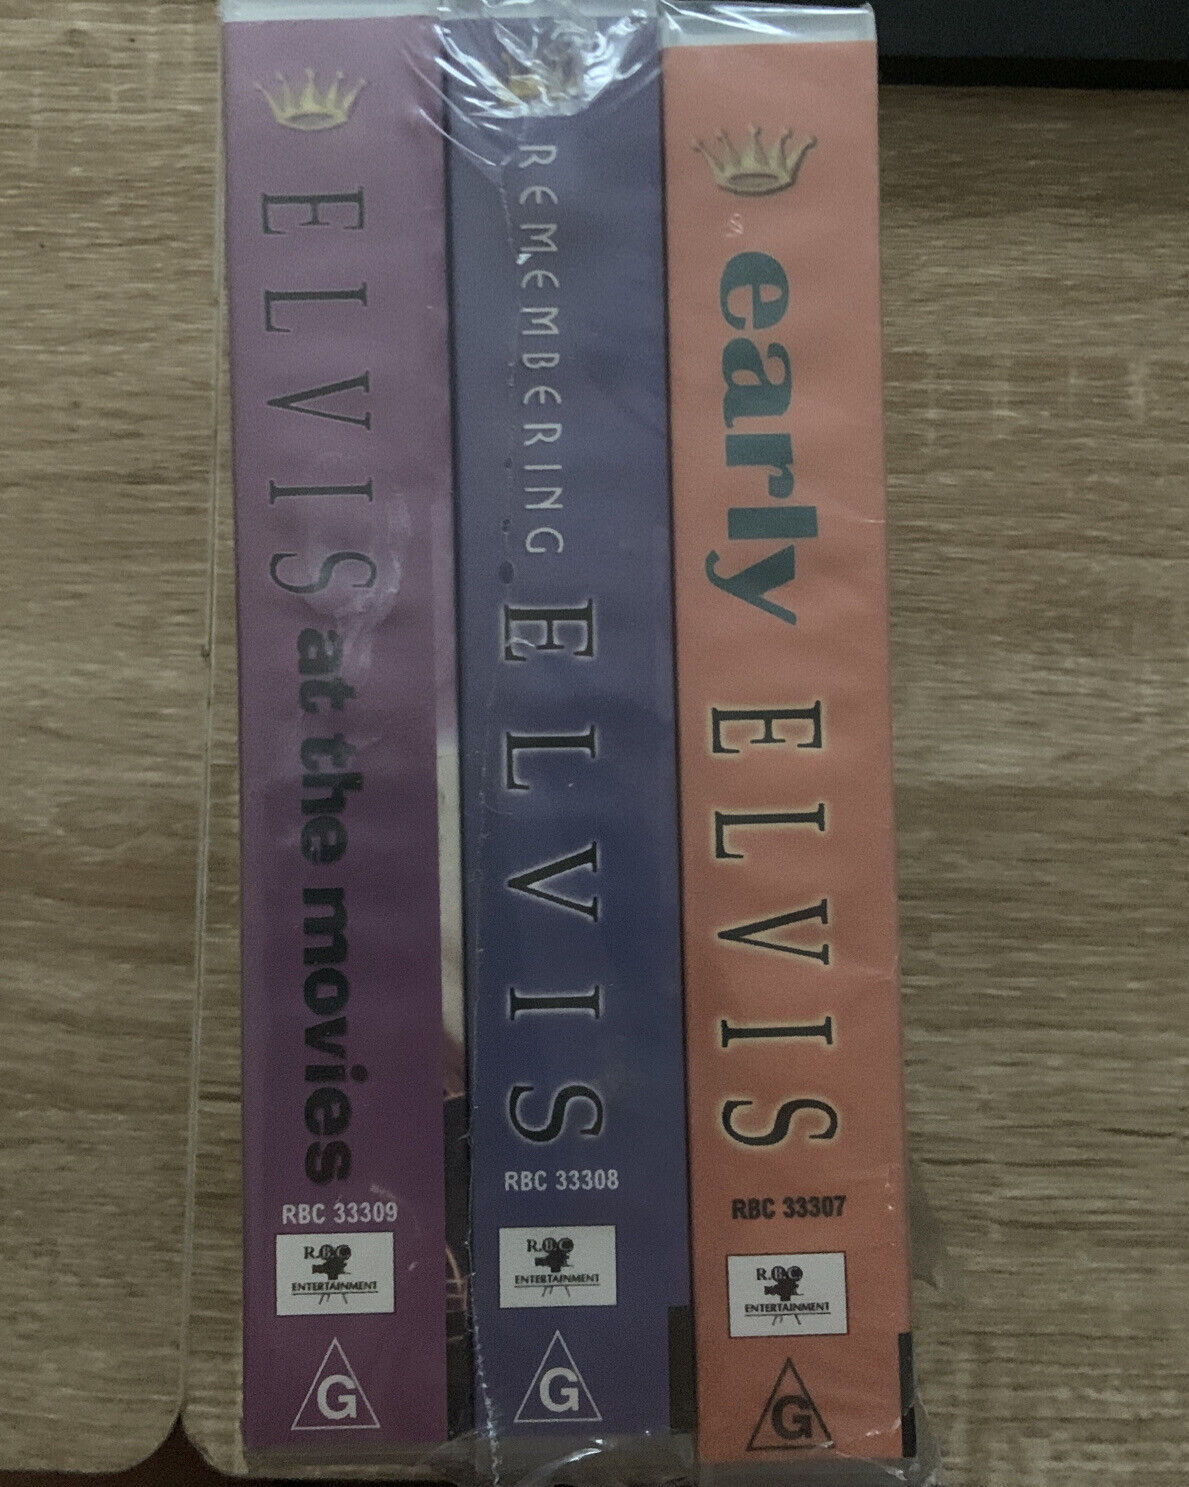 ELVIS at the movies
RBC 33309
R.B.C
ENTERTAINMENT
G
REMEMBERING ELVIS
RBC 33308
R.B.C
ENTERTAINMENT
G
early ELVIS
RBC 33307
R.B.C
ENTERTAINMENT
G